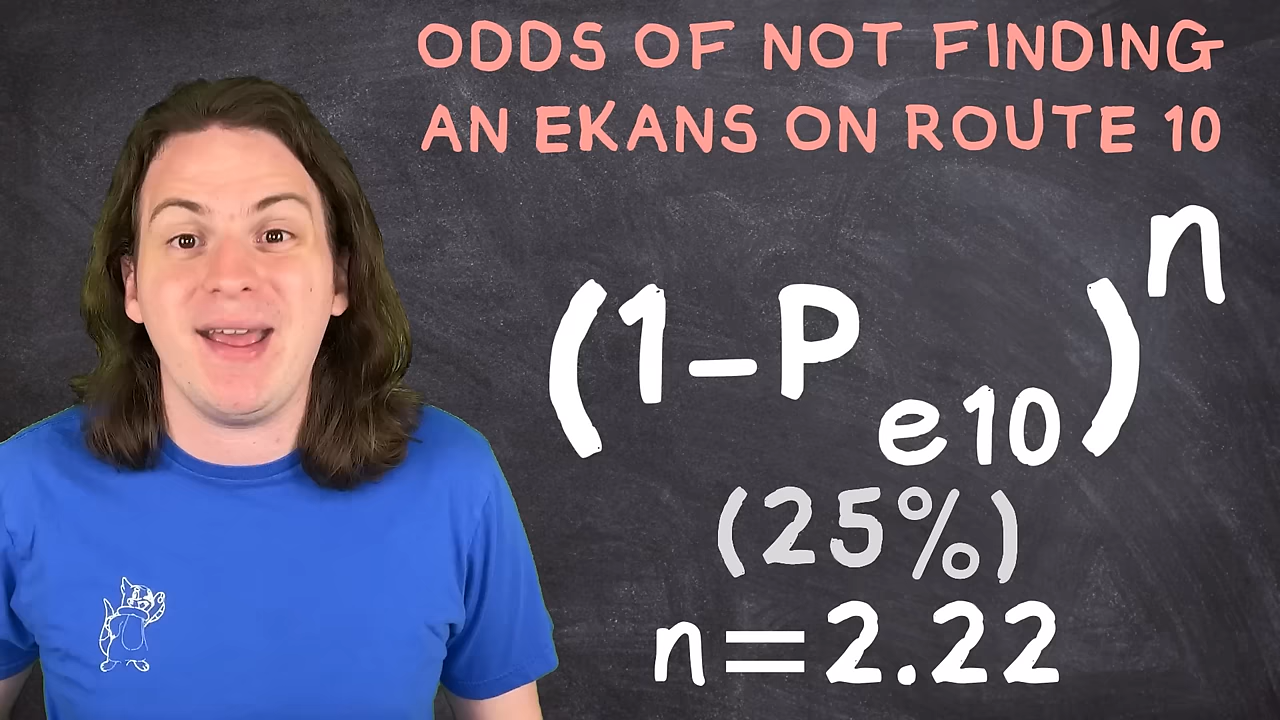 ODDS OF NOT FINDING
AN EKANS ON ROUTE 10
(1-P e10)^n
(25%)
n=2.22